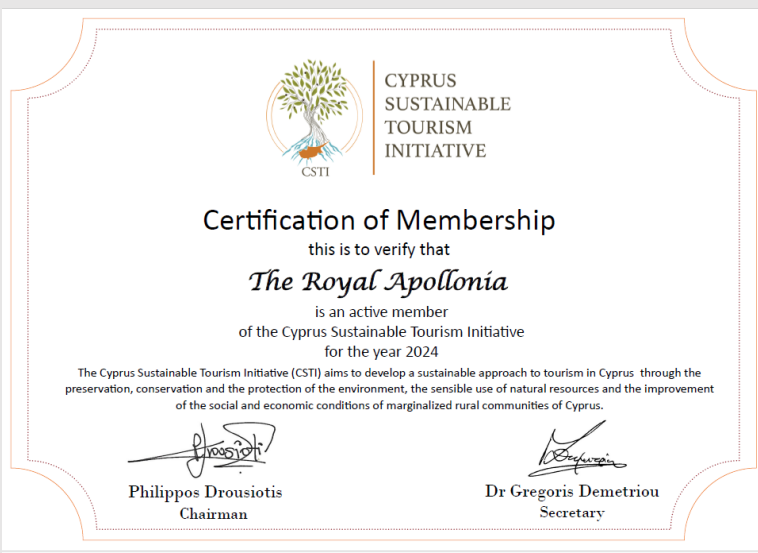 CYPRUS
SUSTAINABLE
TOURISM
INITIATIVE
CSTI
Certification of Membership
this is to verify that
The Royal Apollonia
is an active member
of the Cyprus Sustainable Tourism Initiative
for the year 2024
The Cyprus Sustainable Tourism Initiative (CSTI) aims to develop a sustainable approach to tourism in Cyprus through the
preservation, conservation and the protection of the environment, the sensible use of natural resources and the improvement
of the social and economic conditions of marginalized rural communities of Cyprus.
Philippos Drousiotis
Chairman
Dr Gregoris Demetriou
Secretary